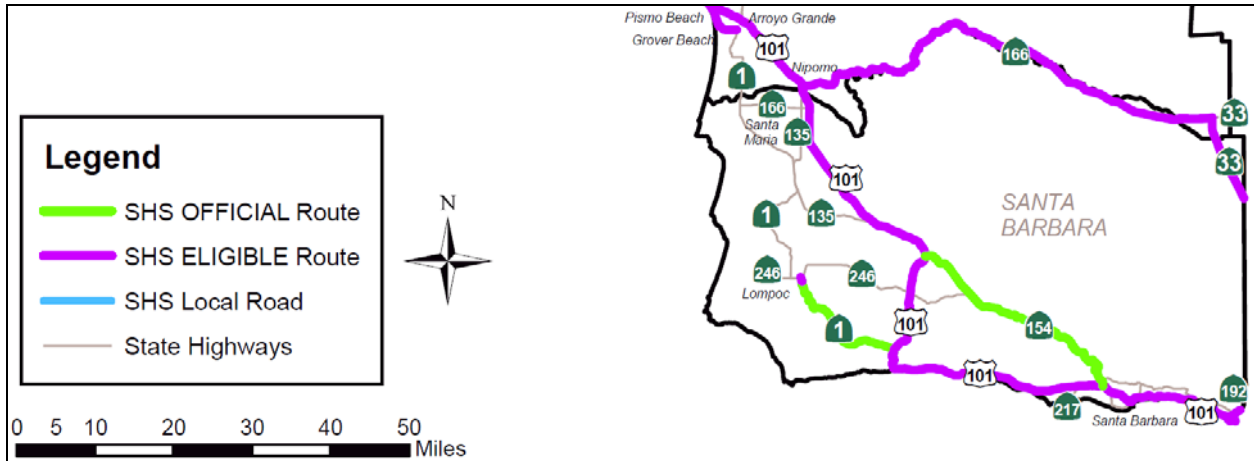 Legend
SHS OFFICIAL Route
SHS ELIGIBLE Route
SHS Local Road
State Highways
N
0 5 10 20 30 40 50
Miles
Pismo Beach
Arroyo Grande
Grover Beach
101
Nipomo
166
1
166
Santa
Maria
135
33
33
101
SANTA
BARBARA
1
135
246
246
Lompoc
101
154
1
101
217
192
101
Santa Barbara